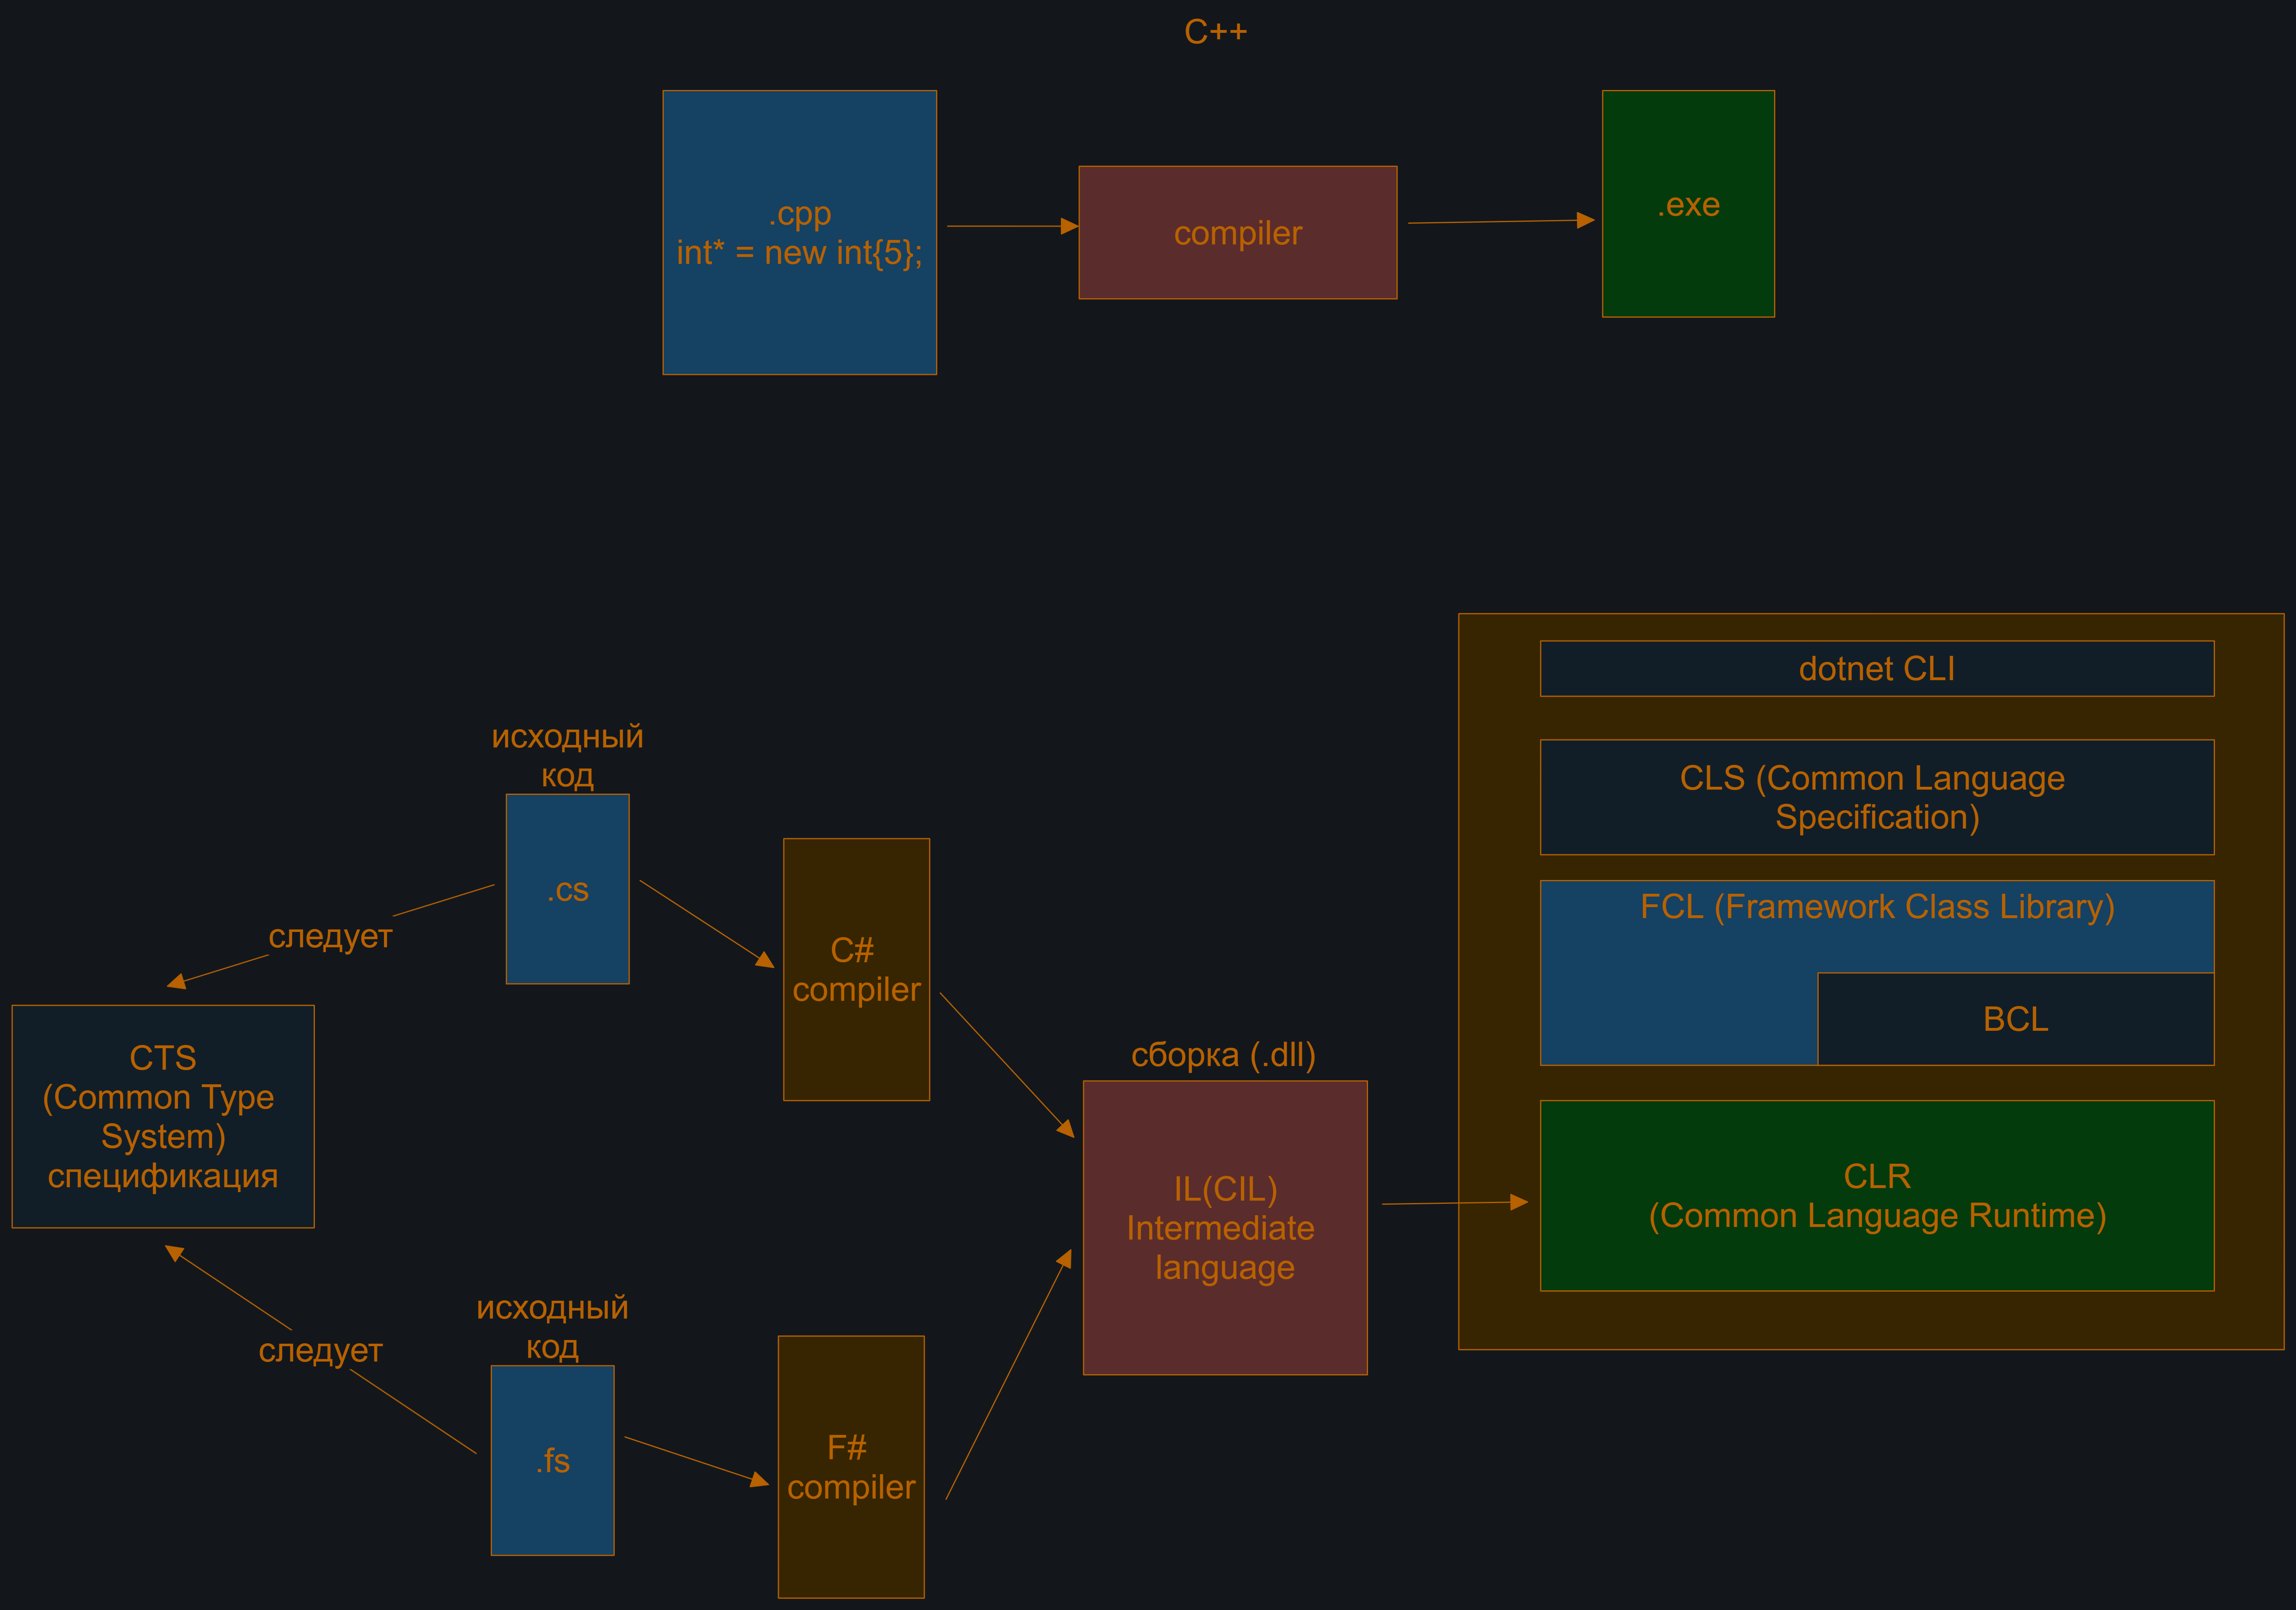 C++
.cpp
int* = new int{5};
compiler
.exe
dotnet CLI
CLS (Common Language
Specification)
FCL (Framework Class Library)
BCL
CLR
(Common Language Runtime)
исходный
код
.cs
следует
C#
compiler
CTS
(Common Type
System)
спецификация
сборка (.dll)
IL(CIL)
Intermediate
language
исходный
код
.fs
следует
F#
compiler